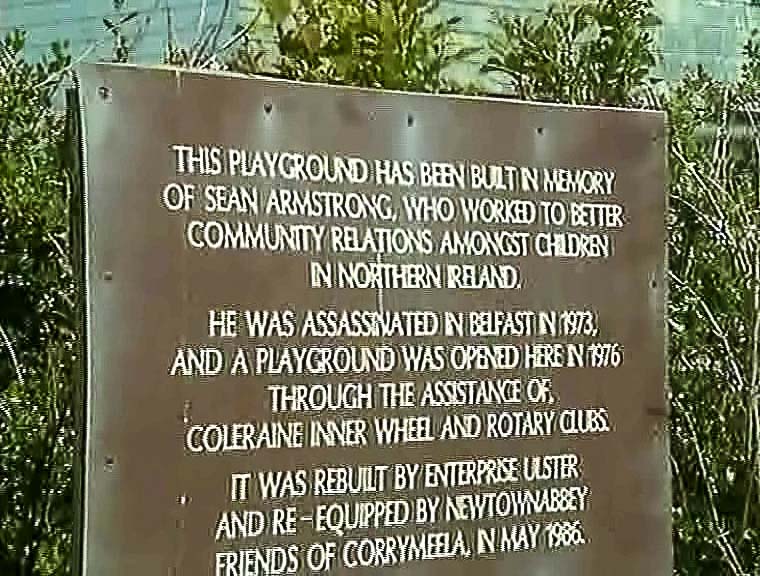 THIS PLAYGROUND HAS BEEN BUILT IN MEMORY
OF SEAN ARMSTRONG, WHO WORKED TO BETTER
COMMUNITY RELATIONS AMONGST CHILDREN
IN NORTHERN IRELAND.
HE WAS ASSASSINATED IN BELFAST IN 1973,
AND A PLAYGROUND WAS OPENED HERE IN 1976
THROUGH THE ASSISTANCE OF,
COLERAINE INNER WHEEL AND ROTARY CLUBS.
IT WAS REBUILT BY ENTERPRISE ULSTER
AND RE-EQUIPPED BY NEWTOWNABBEY
FRIENDS OF CORRYMEELA, IN MAY 1986.